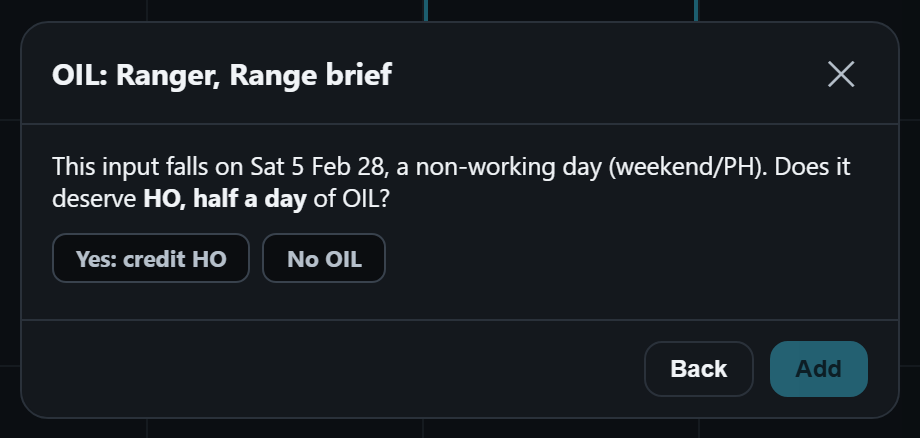 OIL: Ranger, Range brief
This input falls on Sat 5 Feb 28, a non-working day (weekend/PH). Does it
deserve HO, half a day of OIL?
Yes: credit HO
No OIL
Back
Add